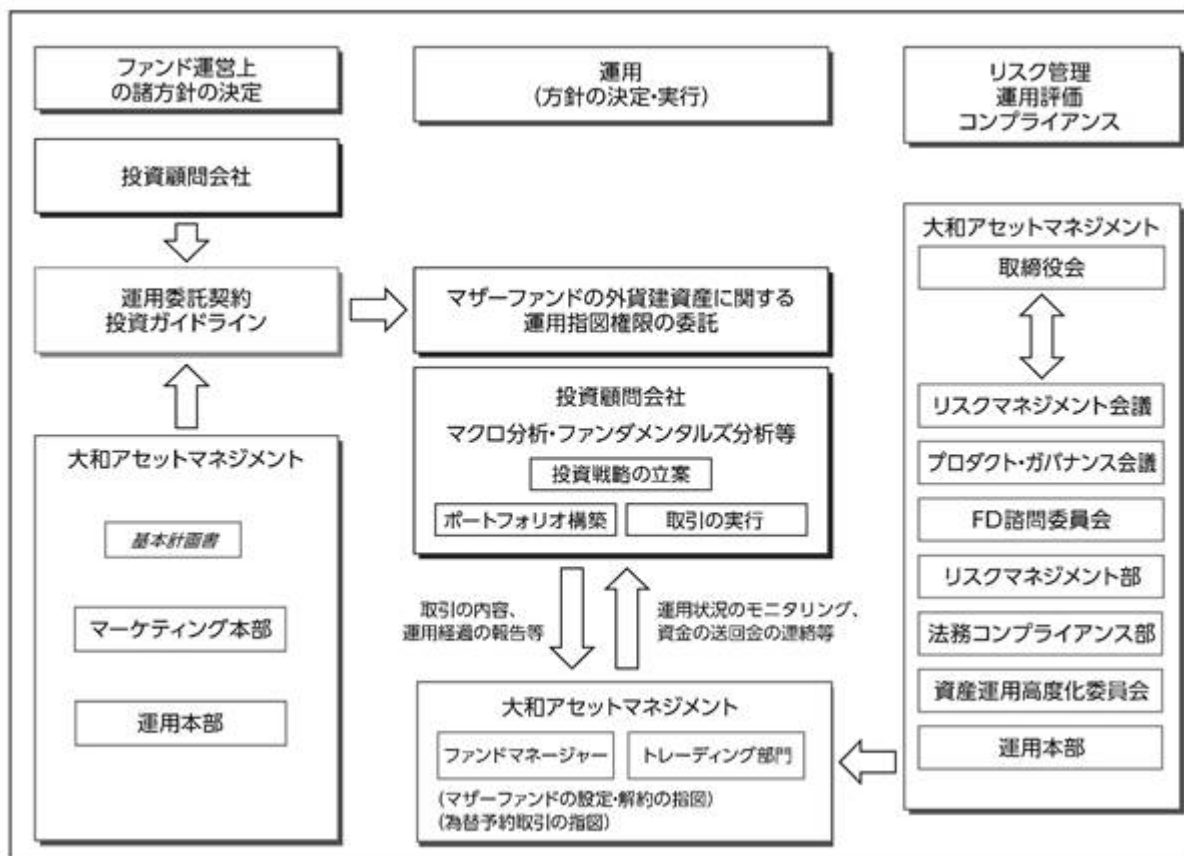 ファンド運営上
の諸方針の決定
投資顧問会社
運用委託契約
投資ガイドライン
大和アセットマネジメント
基本計画書
マーケティング本部
運用本部
運用
(方針の決定・実行)
マザーファンドの外貨建資産に関する
運用指図権限の委託
投資顧問会社
マクロ分析・ファンダメンタルズ分析等
投資戦略の立案
ポートフォリオ構築
取引の実行
取引の内容、
運用経過の報告等
運用状況のモニタリング、
資金の送回金の連絡等
大和アセットマネジメント
ファンドマネージャー
トレーディング部門
(マザーファンドの設定・解約の指図)
(為替予約取引の指図)
リスク管理
運用評価
コンプライアンス
大和アセットマネジメント
取締役会
リスクマネジメント会議
プロダクト・ガバナンス会議
FD諮問委員会
リスクマネジメント部
法務コンプライアンス部
資産運用高度化委員会
運用本部